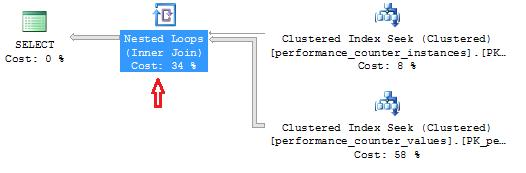 SELECT
Cost: 0 %
Nested Loops
(Inner Join)
Cost: 34 %
Clustered Index Seek (Clustered)
[performance_counter_instances].[PK…
Cost: 8 %
Clustered Index Seek (Clustered)
[performance_counter_values].[PK_pe…
Cost: 58 %